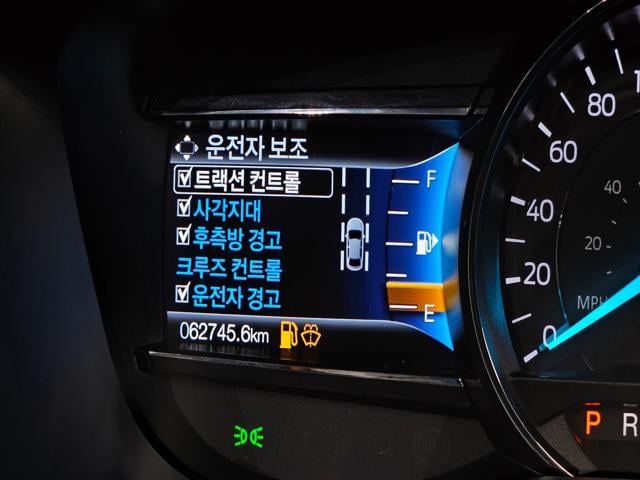 운전자 보조
트랙션 컨트롤
사각지대
후측방 경고
크루즈 컨트롤
운전자 경고
062745.6km
F
E
80
60
40
20
0
40
20
MPH
P R